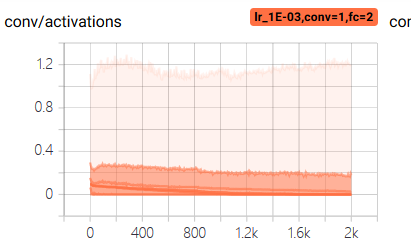 conv/activations
lr_1E-03,conv=1,fc=2
cor
1.2
0.8
0.4
0
0 400 800 1.2k 1.6k 2k